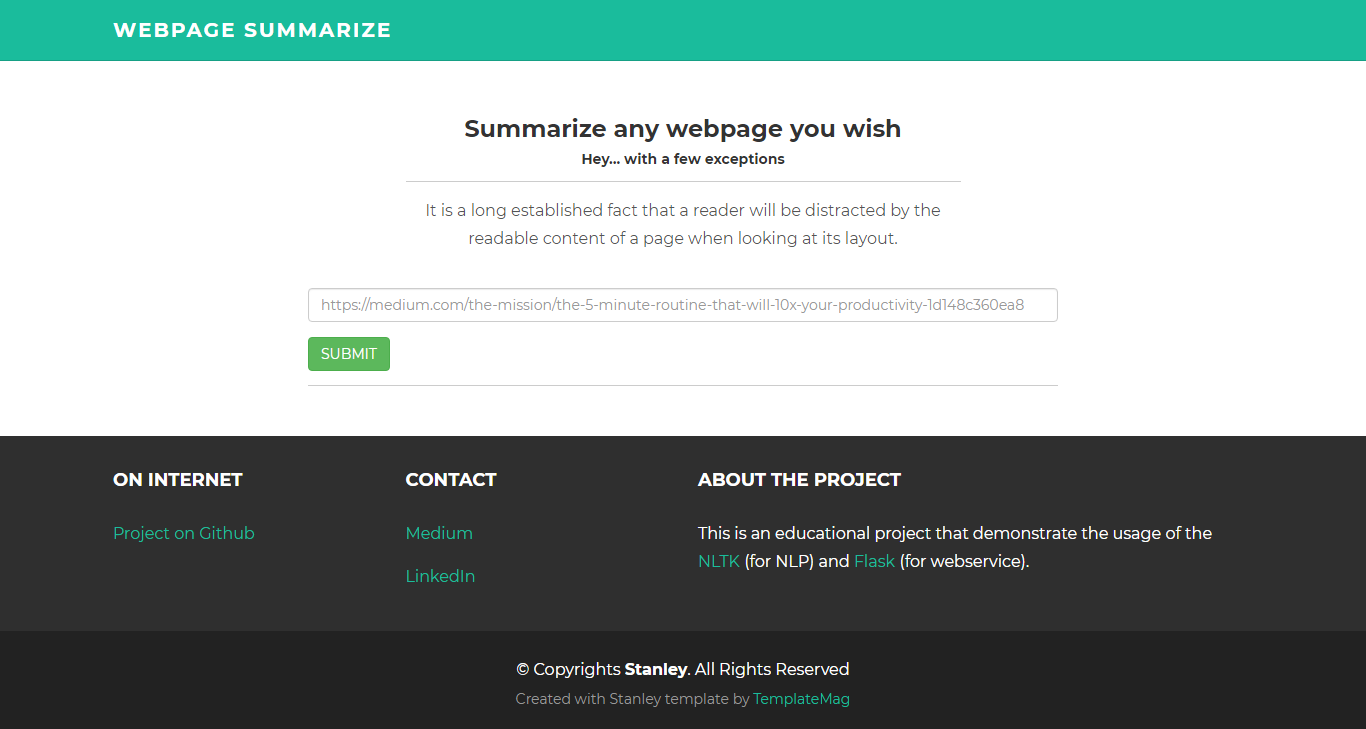 WEBPAGE SUMMARIZE
Summarize any webpage you wish
Hey... with a few exceptions
It is a long established fact that a reader will be distracted by the
readable content of a page when looking at its layout.
https://medium.com/the-mission/the-5-minute-routine-that-will-10x-your-productivity-1d148c360ea8
SUBMIT
ON INTERNET
Project on Github
CONTACT
Medium
LinkedIn
ABOUT THE PROJECT
This is an educational project that demonstrate the usage of the
NLTK (for NLP) and Flask (for webservice).
© Copyrights Stanley. All Rights Reserved
Created with Stanley template by TemplateMag